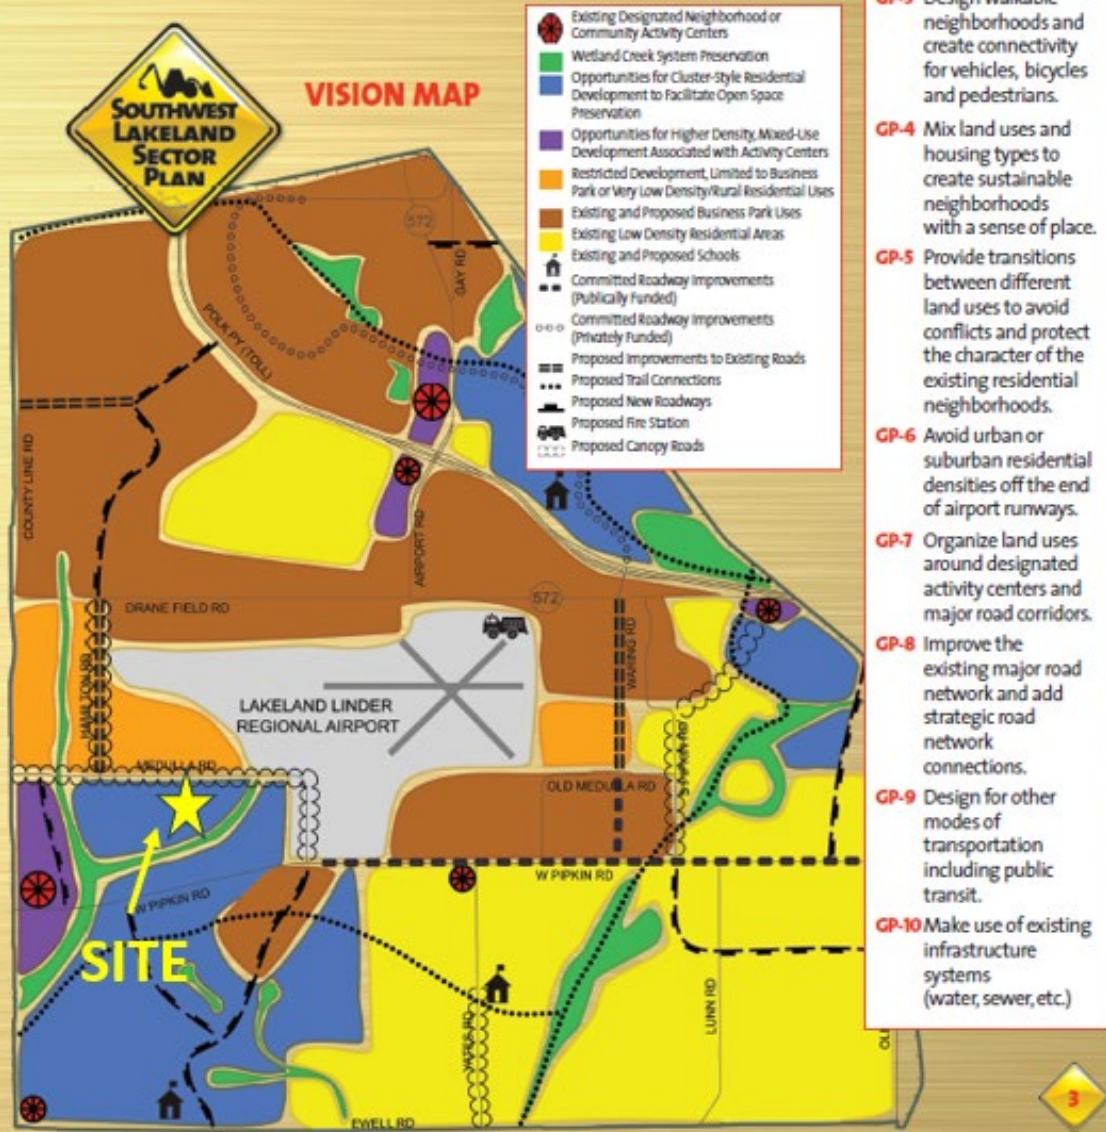 SOUTHWEST
LAKELAND
SECTOR
PLAN
VISION MAP
Existing Designated Neighborhood or
Community Activity Centers
Wetland Creek System Preservation
Opportunities for Cluster-Style Residential
Development to Facilitate Open Space
Preservation
Opportunities for Higher Density, Mixed-Use
Development Associated with Activity Centers
Restricted Development, Limited to Business
Park or Very Low Density/Rural Residential Uses
Existing and Proposed Business Park Uses
Existing Low Density Residential Areas
Existing and Proposed Schools
Committed Roadway Improvements
(Publically Funded)
Committed Roadway Improvements
(Privately Funded)
Proposed Improvements to Existing Roads
Proposed Trail Connections
Proposed New Roadways
Proposed Fire Station
Proposed Canopy Roads
neighborhoods and
create connectivity
for vehicles, bicycles
and pedestrians.
GP-4 Mix land uses and
housing types to
create sustainable
neighborhoods
with a sense of place.
GP-5 Provide transitions
between different
land uses to avoid
conflicts and protect
the character of the
existing residential
neighborhoods.
GP-6 Avoid urban or
suburban residential
densities off the end
of airport runways.
GP-7 Organize land uses
around designated
activity centers and
major road corridors.
GP-8 Improve the
existing major road
network and add
strategic road
network
connections.
GP-9 Design for other
modes of
transportation
including public
transit.
GP-10 Make use of existing
infrastructure
systems
(water, sewer, etc.)
572
GAY RD
POLK PY (TOLL)
COUNTY LINE RD
AIRPORT RD
DRANE FIELD RD
572
WARING RD
HAMILTON RD
LAKELAND LINDER
REGIONAL AIRPORT
MEDULLA RD
OLD MEDULLA RD
S PIPKIN RD
W PIPKIN RD
W PIPKIN RD
SITE
YATES RD
LUNN RD
EWELL RD
3